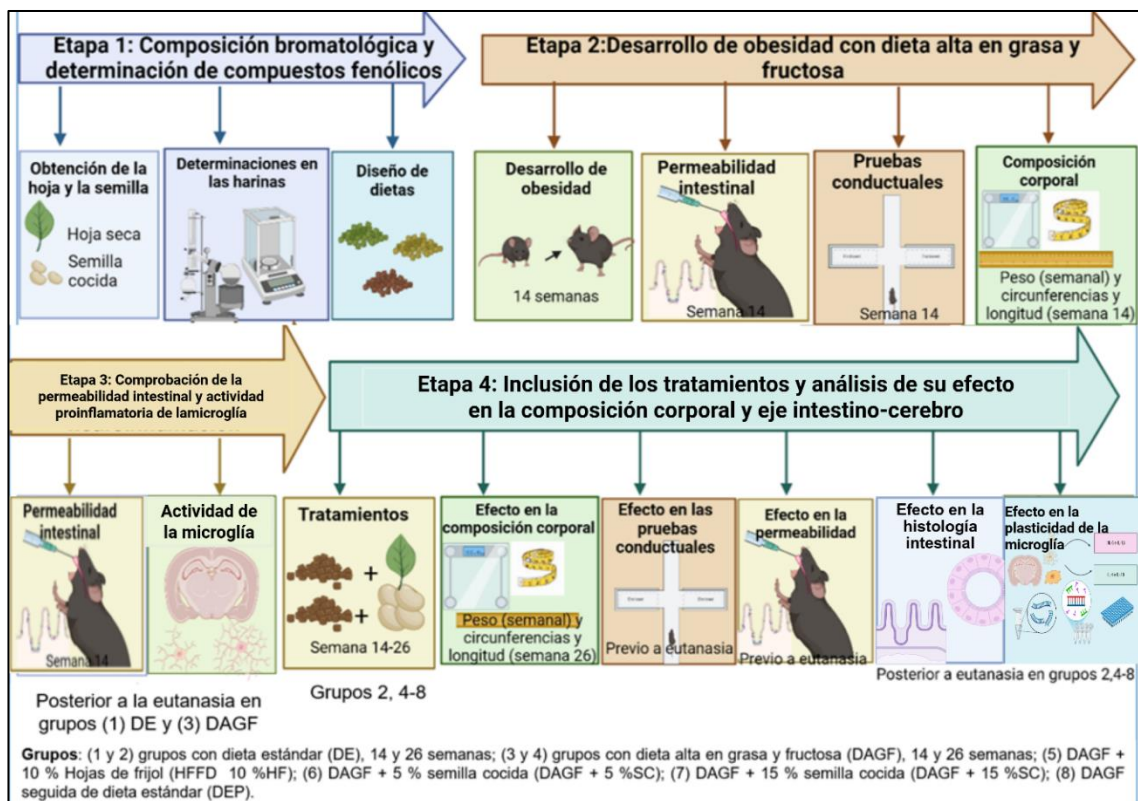 Etapa 1: Composición bromatológica y
determinación de compuestos fenólicos
Etapa 2:Desarrollo de obesidad con dieta alta en grasa y
fructosa
Obtención de la
hoja y la semilla
Hoja seca
Semilla
cocida
Determinaciones en
las harinas
Diseño de
dietas
Desarrollo de
obesidad
14 semanas
Permeabilidad
intestinal
Semana 14
Pruebas
conductuales
Semana 14
Composición
corporal
Peso (semanal) y
circunferencias y
longitud (semana 14)
Etapa 3: Comprobación de la
permeabilidad intestinal y actividad
proinflamatoria de lamicroglía
Etapa 4: Inclusión de los tratamientos y análisis de su efecto
en la composición corporal y eje intestino-cerebro
Permeabilidad
intestinal
Semana 14
Actividad de
la microglía
Posterior a la eutanasia en
grupos (1) DE y (3) DAGF
Tratamientos
+
+
Semana 14-26
Grupos 2, 4-8
Efecto en la
composición corporal
Peso (semanal) y
circunferencias y
longitud (semana 26)
Efecto en las
pruebas
conductuales
Previo a eutanasia
Efecto en la
permeabilidad
Previo a eutanasia
Efecto en la
histología
intestinal
Efecto en la
plasticidad de la
microglía
Posterior a eutanasia en grupos 2,4-8
Grupos: (1 y 2) grupos con dieta estándar (DE), 14 y 26 semanas; (3 y 4) grupos con dieta alta en grasa y fructosa (DAGF), 14 y 26 semanas; (5) DAGF +
10 % Hojas de frijol (HFFD 10 %HF); (6) DAGF + 5 % semilla cocida (DAGF + 5 %SC); (7) DAGF + 15 % semilla cocida (DAGF + 15 %SC); (8) DAGF
seguida de dieta estándar (DEP).